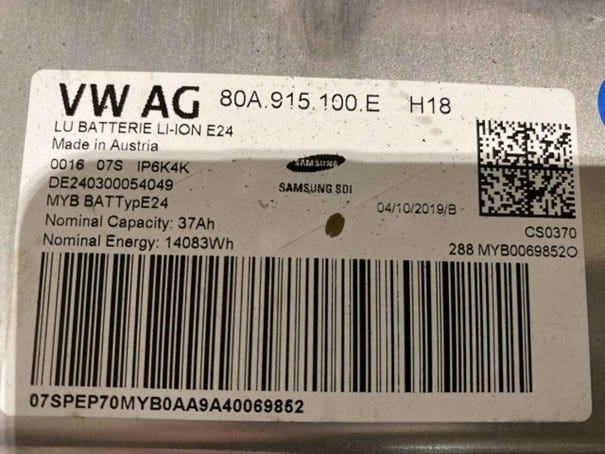 VW AG 80A.915.100.E H18
LU BATTERIE LI-ION E24
Made in Austria
0016 07S IP6K4K
DE240300054049
MYB BATTypE24
Nominal Capacity: 37Ah
Nominal Energy: 14083Wh
SAMSUNG
SAMSUNG SDI
04/10/2019/B
CS0370
288 MYB0069852O
07SPEP70MYB0AA9A40069852